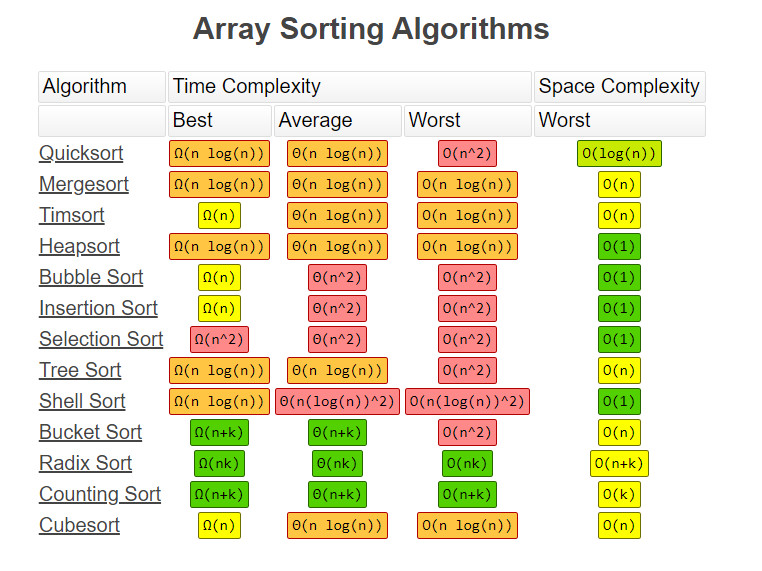 Array Sorting Algorithms
Algorithm Time Complexity Space Complexity
Best Average Worst Worst
Quicksort Ω(n log(n)) Θ(n log(n)) O(n^2) O(log(n))
Mergesort Ω(n log(n)) Θ(n log(n)) O(n log(n)) O(n)
Timsort Ω(n) Θ(n log(n)) O(n log(n)) O(n)
Heapsort Ω(n log(n)) Θ(n log(n)) O(n log(n)) O(1)
Bubble Sort Ω(n) Θ(n^2) O(n^2) O(1)
Insertion Sort Ω(n) Θ(n^2) O(n^2) O(1)
Selection Sort Ω(n^2) Θ(n^2) O(n^2) O(1)
Tree Sort Ω(n log(n)) Θ(n log(n)) O(n^2) O(n)
Shell Sort Ω(n log(n)) Θ(n(log(n))^2) O(n(log(n))^2) O(1)
Bucket Sort Ω(n+k) Θ(n+k) O(n^2) O(n)
Radix Sort Ω(nk) Θ(nk) O(nk) O(n+k)
Counting Sort Ω(n+k) Θ(n+k) O(n+k) O(k)
Cubesort Ω(n) Θ(n log(n)) O(n log(n)) O(n)